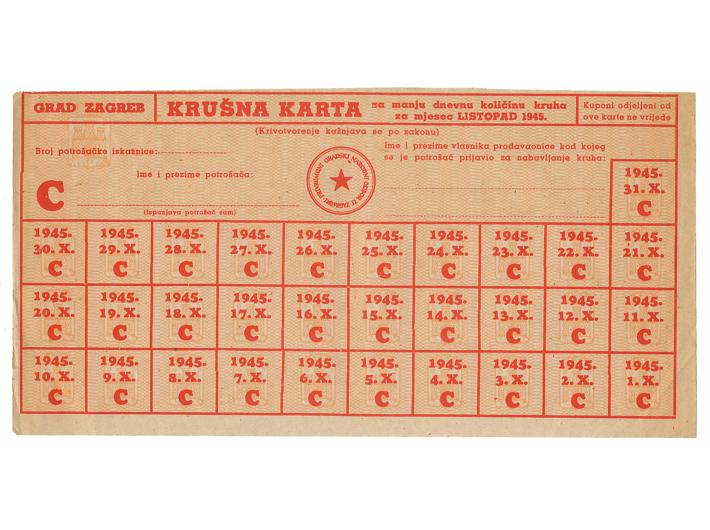 GRAD ZAGREB
KRUŠNA KARTA
za manju dnevnu količinu kruha
za mjesec LISTOPAD 1945.
Kuponi odjeljeni od
ove karte ne vrijede
(Krivotvorenje kažnjava se po zakonu)
Broj potrošačke iskaznice:
Ime i prezime vlasnika prodavaonice kod kojeg
se je potrošač prijavio za nabavljanje kruha:
Ime i prezime potrošača:
C
(Ispunjava potrošač sam)
1945.
31. X.
C
1945. 1945. 1945. 1945. 1945. 1945. 1945. 1945. 1945. 1945.
30. X. 29. X. 28. X. 27. X. 26. X. 25. X. 24. X. 23. X. 22. X. 21. X.
C C C C C C C C C C
1945. 1945. 1945. 1945. 1945. 1945. 1945. 1945. 1945. 1945.
20. X. 19. X. 18. X. 17. X. 16. X. 15. X. 14. X. 13. X. 12. X. 11. X.
C C C C C C C C C C
1945. 1945. 1945. 1945. 1945. 1945. 1945. 1945. 1945. 1945.
10. X. 9. X. 8. X. 7. X. 6. X. 5. X. 4. X. 3. X. 2. X. 1. X.
C C C C C C C C C C